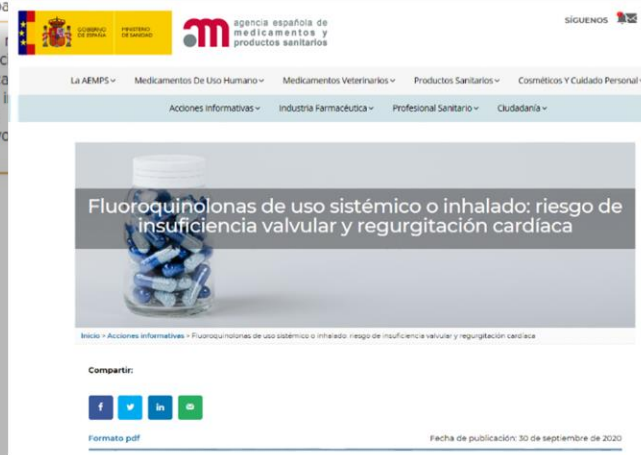 GOBIERNO
DE ESPAÑA
MINISTERIO
DE SANIDAD
am
agencia española de
medicamentos y
productos sanitarios
SÍGUENOS
La AEMPS
Medicamentos De Uso Humano
Medicamentos Veterinarios
Productos Sanitarios
Cosméticos Y Cuidado Personal
Acciones Informativas
Industria Farmacéutica
Profesional Sanitario
Ciudadanía
Fluoroquinolonas de uso sistémico o inhalado: riesgo de
insuficiencia valvular y regurgitación cardíaca
Inicio > Acciones informativas > Fluoroquinolonas de uso sistémico o inhalado: riesgo de insuficiencia valvular y regurgitación cardíaca
Compartir:
f
in
Formato pdf
Fecha de publicación: 30 de septiembre de 2020